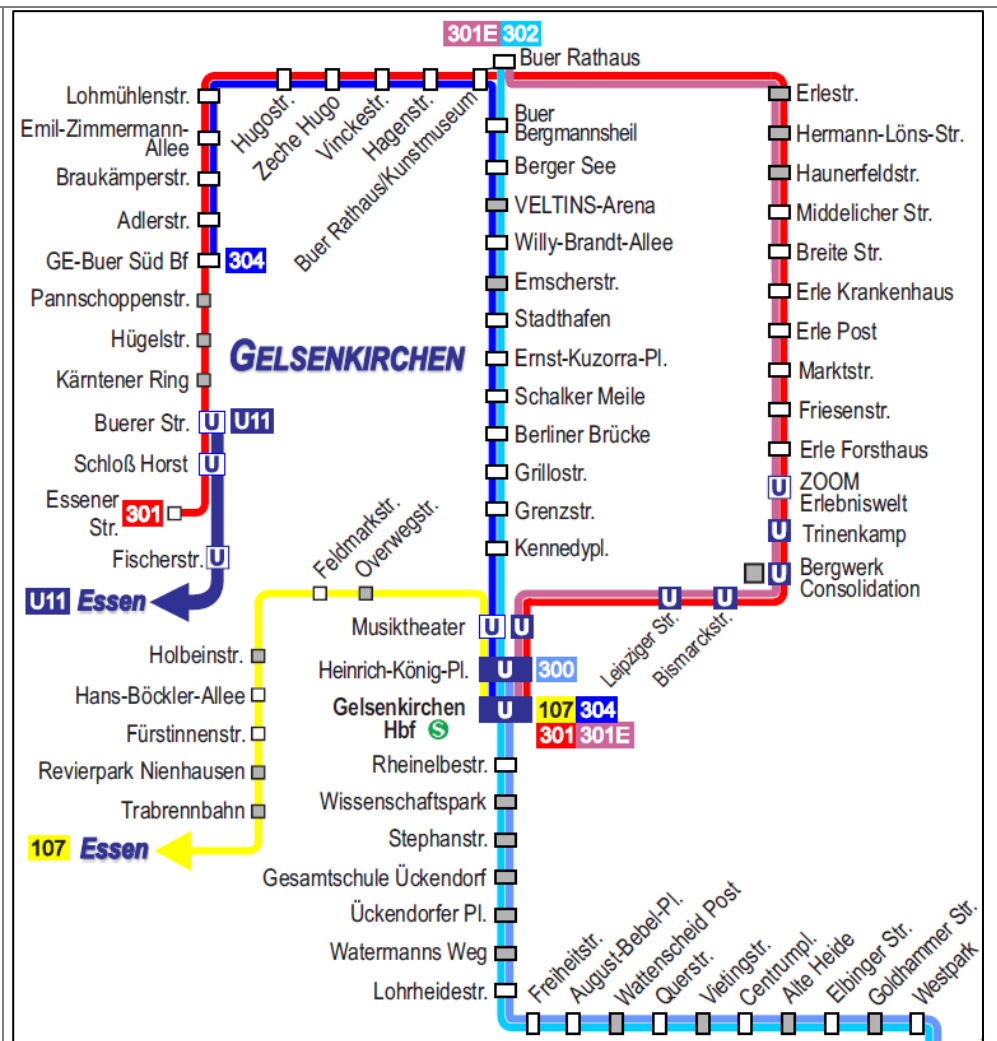 301E 302
Buer Rathaus
Lohmühlenstr.
Emil-Zimmermann-
Allee
Braukämperstr.
Adlerstr.
GE-Buer Süd Bf 304
Pannschoppenstr.
Hügelstr.
Kärntener Ring
Buerer Str. U U11
Schloß Horst U
Essener
Str. 301
Fischerstr. U
U11 Essen
Hugostr.
Zeche Hugo
Vinckestr.
Hagenstr.
Buer Rathaus/Kunstmuseum
GELSENKIRCHEN
Buer
Bergmannsheil
Berger See
VELTINS-Arena
Willy-Brandt-Allee
Emscherstr.
Stadthafen
Ernst-Kuzorra-Pl.
Schalker Meile
Berliner Brücke
Grillostr.
Grenzstr.
Kennedypl.
Erlestr.
Hermann-Löns-Str.
Haunerfeldstr.
Middelicher Str.
Breite Str.
Erle Krankenhaus
Erle Post
Marktstr.
Friesenstr.
Erle Forsthaus
U ZOOM
Erlebniswelt
U Trinenkamp
U Bergwerk
Consolidation
U U
Leipziger Str.
Bismarckstr.
Feldmarkstr.
Overwegstr.
Musiktheater U U
Heinrich-König-Pl. U 300
Gelsenkirchen
Hbf S U 107 304
301 301E
Holbeinstr.
Hans-Böckler-Allee
Fürstinnenstr.
Revierpark Nienhausen
Trabrennbahn
107 Essen
Rheinelbestr.
Wissenschaftspark
Stephanstr.
Gesamtschule Ückendorf
Ückendorfer Pl.
Watermanns Weg
Lohrheidestr.
Freiheitstr.
August-Bebel-Pl.
Wattenscheid Post
Querstr.
Vietingstr.
Centrumpl.
Alte Heide
Elbinger Str.
Goldhammer Str.
Westpark